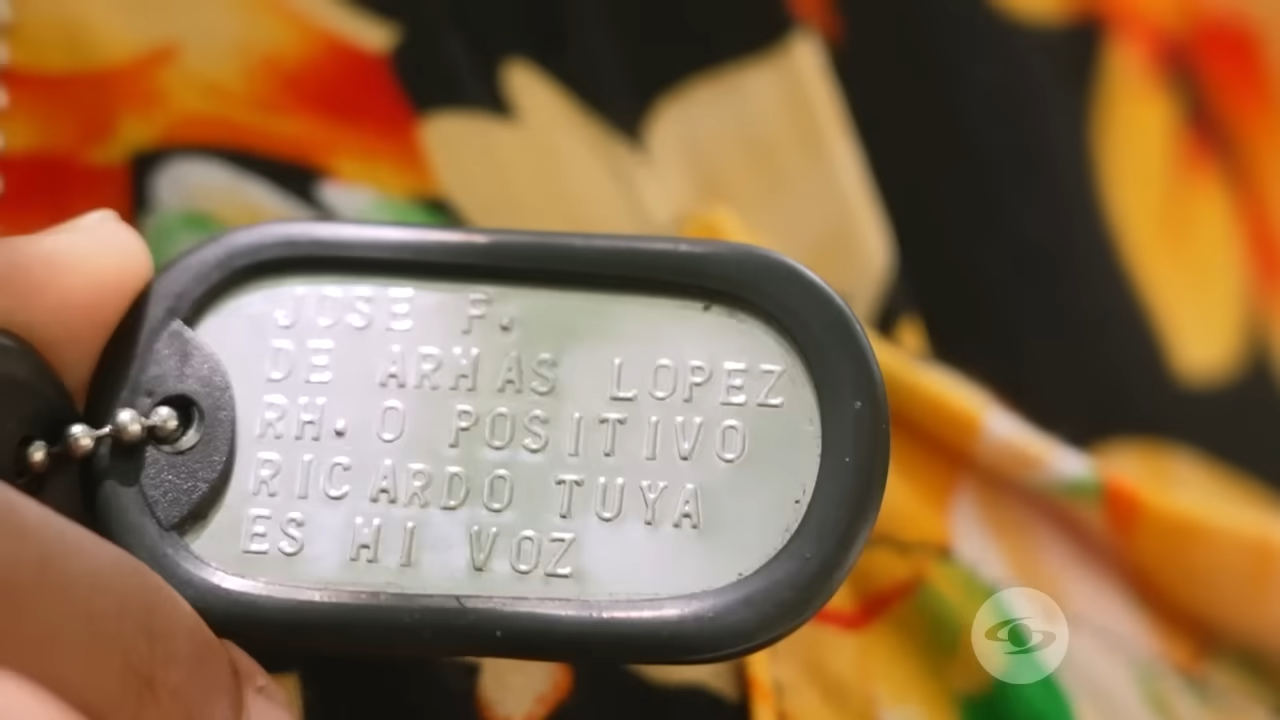 JOSE F.
DE ARMAS LOPEZ
RH. O POSITIVO
RICARDO TUYA
ES MI VOZ